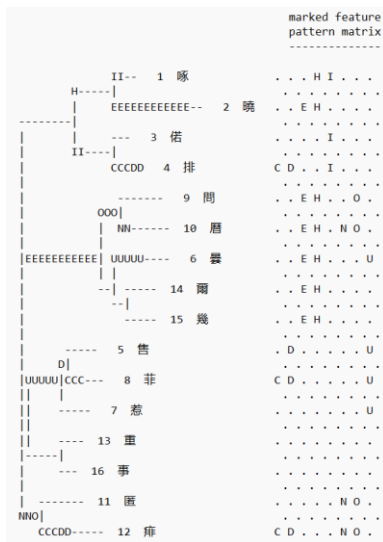 marked feature
pattern matrix
--------------
II-- 1 啄 . . . H I . . .
H-----| . . . . . . . .
| EEEEEEEEEEEE-- 2 曉 . . E H . . . .
--------| . . . . . . . .
| | --- 3 偌 . . . . I . . .
| II----| . . . . . . . .
| CCCDD 4 排 C D . . I . . .
| . . . . . . . .
| ------- 9 問 . . E H . . O .
| OOO| . . . . . . . .
| | NN------ 10 曆 . . E H . N O .
| | . . . . . . . .
|EEEEEEEEEEE| UUUUU---- 6 曇 . . E H . . . U
| | | . . . . . . . .
| --| ----- 14 爾 . . E H . . . .
| --| . . . . . . . .
| ----- 15 幾 . . E H . . . .
| . . . . . . . .
| ----- 5 售 . D . . . . . U
| D| . . . . . . . .
|UUUUU|CCC--- 8 菲 C D . . . . . U
|| | . . . . . . . .
|| ----- 7 惹 . . . . . . . U
|| . . . . . . . .
|| ---- 13 重 . . . . . . . .
|-----| . . . . . . . .
| --- 16 事 . . . . . . . .
| . . . . . . . .
| ------- 11 匿 . . . . . N O .
NNO| . . . . . . . .
CCCDD----- 12 痱 C D . . . N O .